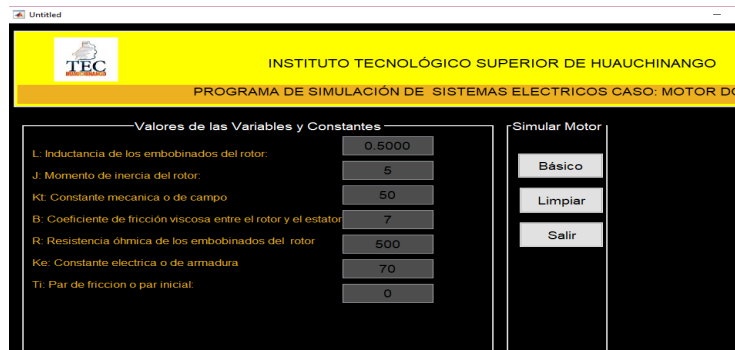 Untitled
TEC
INSTITUTO TECNOLÓGICO SUPERIOR DE HUAUCHINANGO
PROGRAMA DE SIMULACIÓN DE SISTEMAS ELECTRICOS CASO: MOTOR DC
Valores de las Variables y Constantes
L: Inductancia de los embobinados del rotor: 0.5000
J: Momento de inercia del rotor: 5
Kt: Constante mecanica o de campo 50
B: Coeficiente de fricción viscosa entre el rotor y el estator 7
R: Resistencia óhmica de los embobinados del rotor 500
Ke: Constante electrica o de armadura 70
Ti: Par de friccion o par inicial: 0
Simular Motor
Básico
Limpiar
Salir